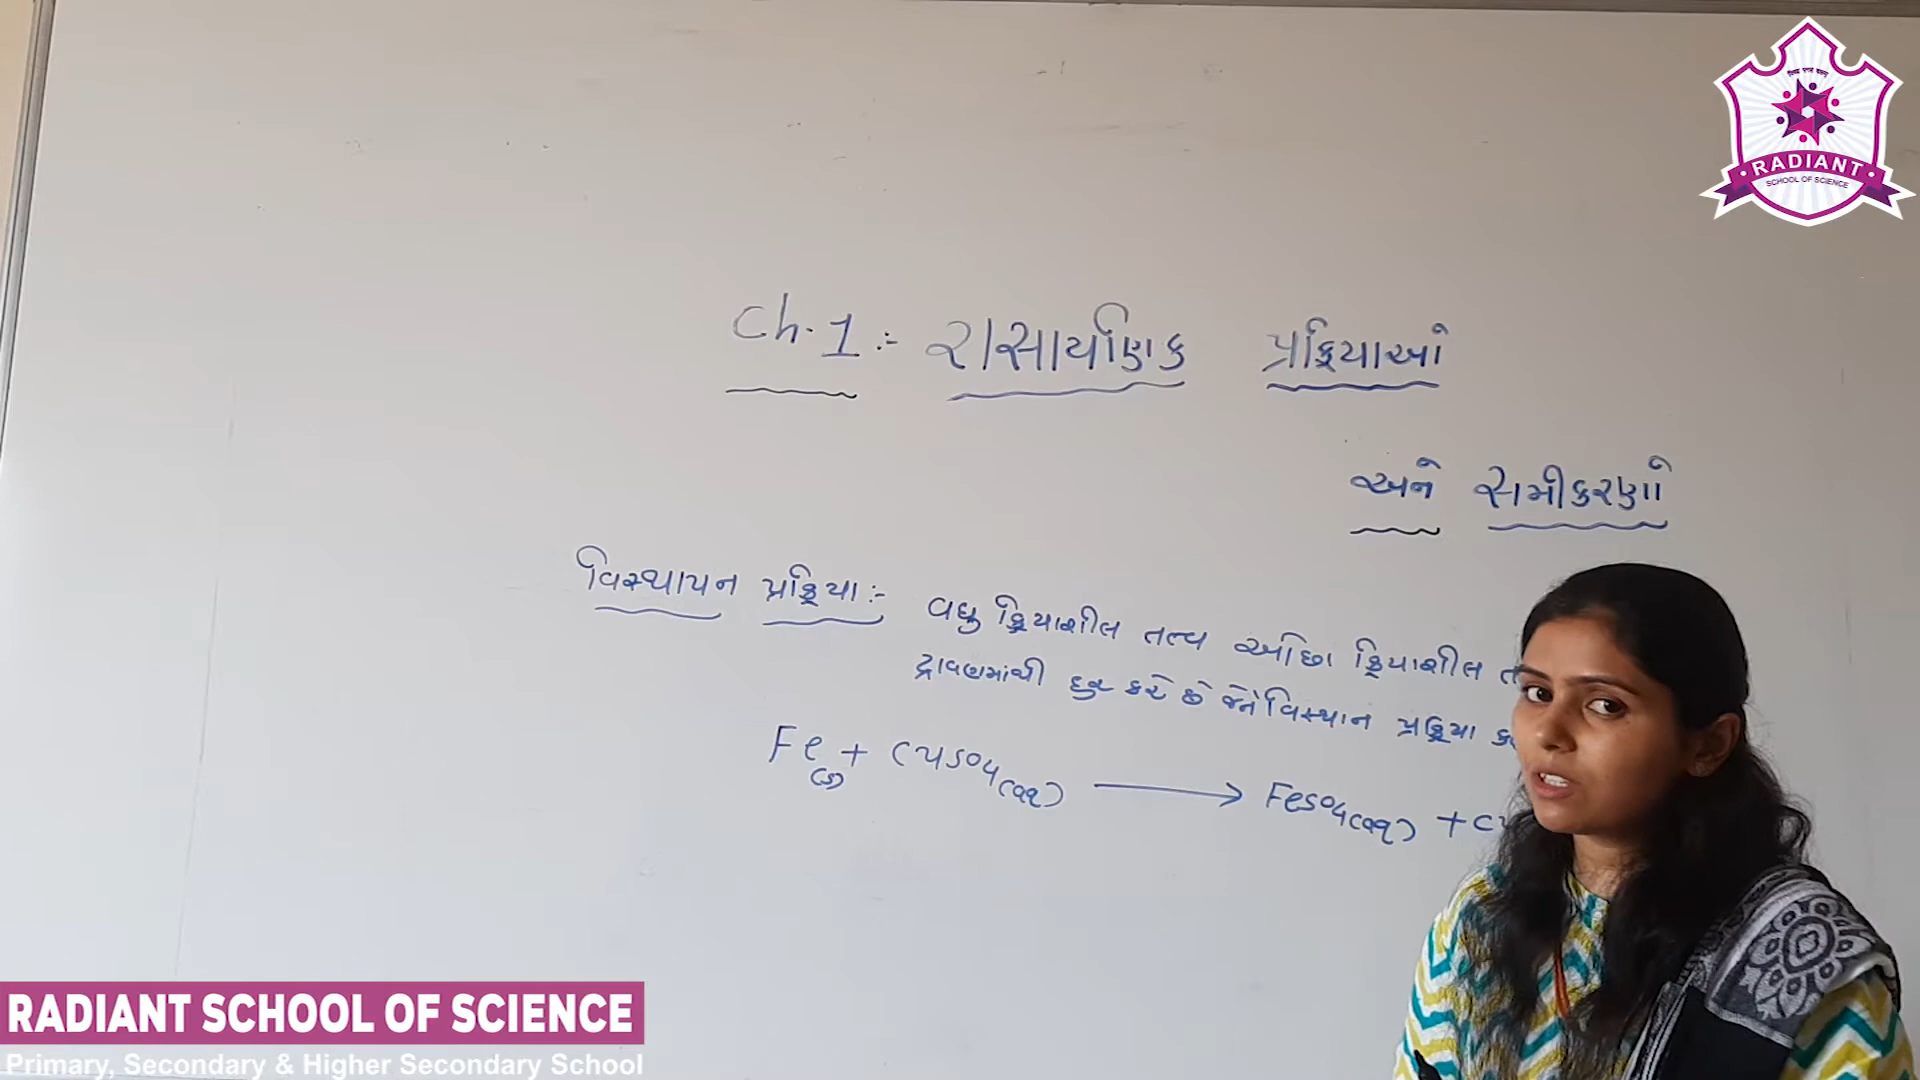 RADIANT
SCHOOL OF SCIENCE
Ch. 1 :- રાસાયણિક પ્રક્રિયાઓ
અને સમીકરણો
વિસ્થાપન પ્રક્રિયા :- વધુ ક્રિયાશીલ તત્વ ઓછા ક્રિયાશીલ
દ્રાવણમાંથી દુર કરે છે જેને વિસ્થાન પ્રક્રિયા
Fe(s) + CuSO4(aq) ⟶ FeSO4(aq) + Cu
RADIANT SCHOOL OF SCIENCE
Primary, Secondary & Higher Secondary School